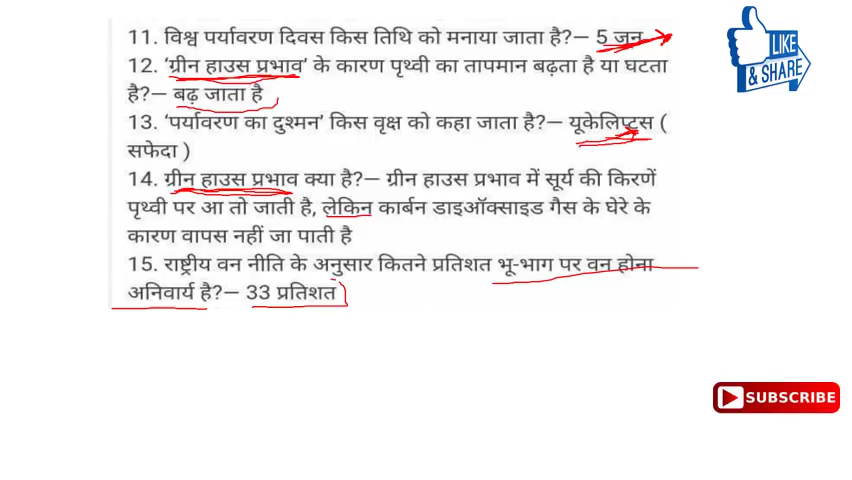 11. विश्व पर्यावरण दिवस किस तिथि को मनाया जाता है?— 5 जून
12. ‘ग्रीन हाउस प्रभाव’ के कारण पृथ्वी का तापमान बढ़ता है या घटता
है?— बढ़ जाता है
13. ‘पर्यावरण का दुश्मन’ किस वृक्ष को कहा जाता है?— यूकेलिप्टस (
सफेदा )
14. ग्रीन हाउस प्रभाव क्या है?— ग्रीन हाउस प्रभाव में सूर्य की किरणें
पृथ्वी पर आ तो जाती है, लेकिन कार्बन डाइऑक्साइड गैस के घेरे के
कारण वापस नहीं जा पाती है
15. राष्ट्रीय वन नीति के अनुसार कितने प्रतिशत भू-भाग पर वन होना
अनिवार्य है?— 33 प्रतिशत
LIKE
& SHARE
SUBSCRIBE